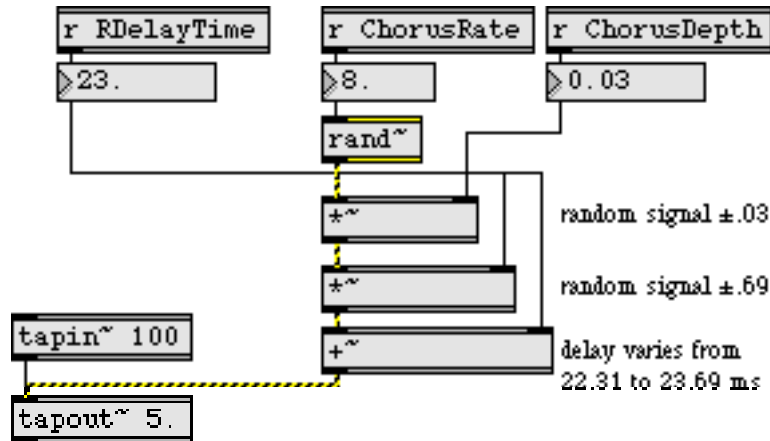 r RDelayTime
r ChorusRate
r ChorusDepth
23.
8.
0.03
rand~
*~
random signal ±.03
*~
random signal ±.69
tapin~ 100
+~
delay varies from
22.31 to 23.69 ms
tapout~ 5.